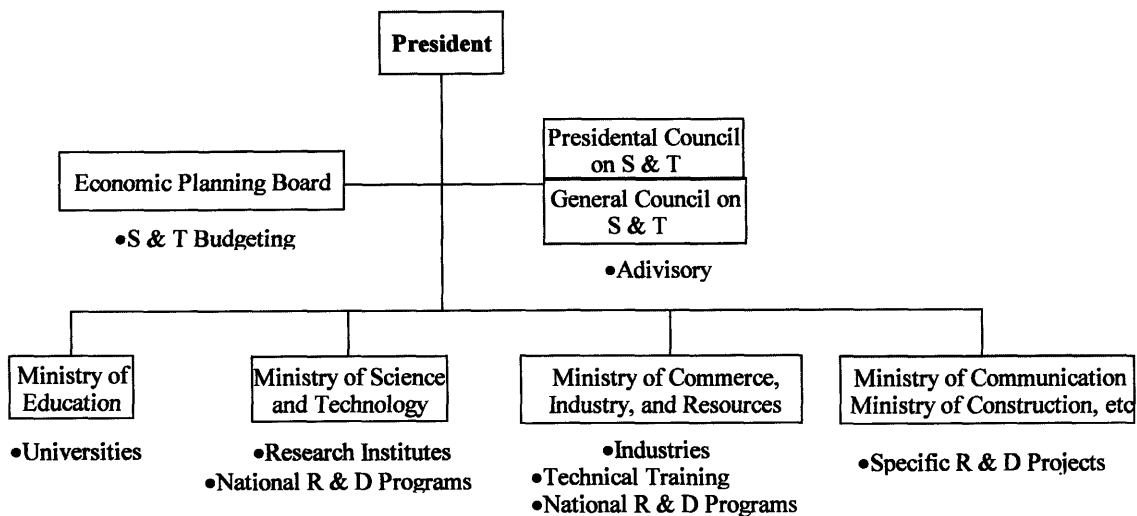 President
Presidental Council
on S & T
Economic Planning Board
General Council on
S & T
•S & T Budgeting
•Adivisory
Ministry of
Education
•Universities
Ministry of Science
and Technology
•Research Institutes
•National R & D Programs
Ministry of Commerce,
Industry, and Resources
•Industries
•Technical Training
•National R & D Programs
Ministry of Communication
Ministry of Construction, etc
•Specific R & D Projects